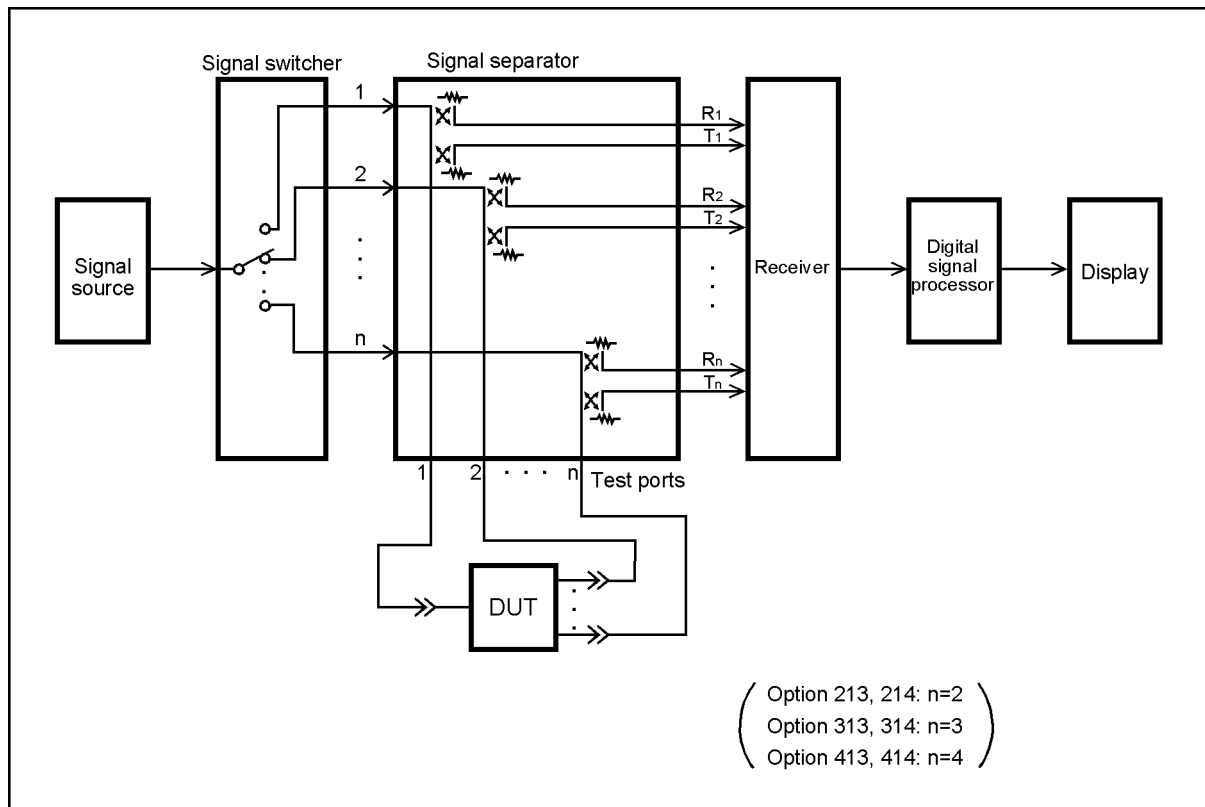 Signal switcher
Signal separator
1
2
n
R1
T1
R2
T2
Rn
Tn
Signal
source
Receiver
Digital
signal
processor
Display
1 2 · · · n Test ports
DUT
Option 213, 214: n=2
Option 313, 314: n=3
Option 413, 414: n=4